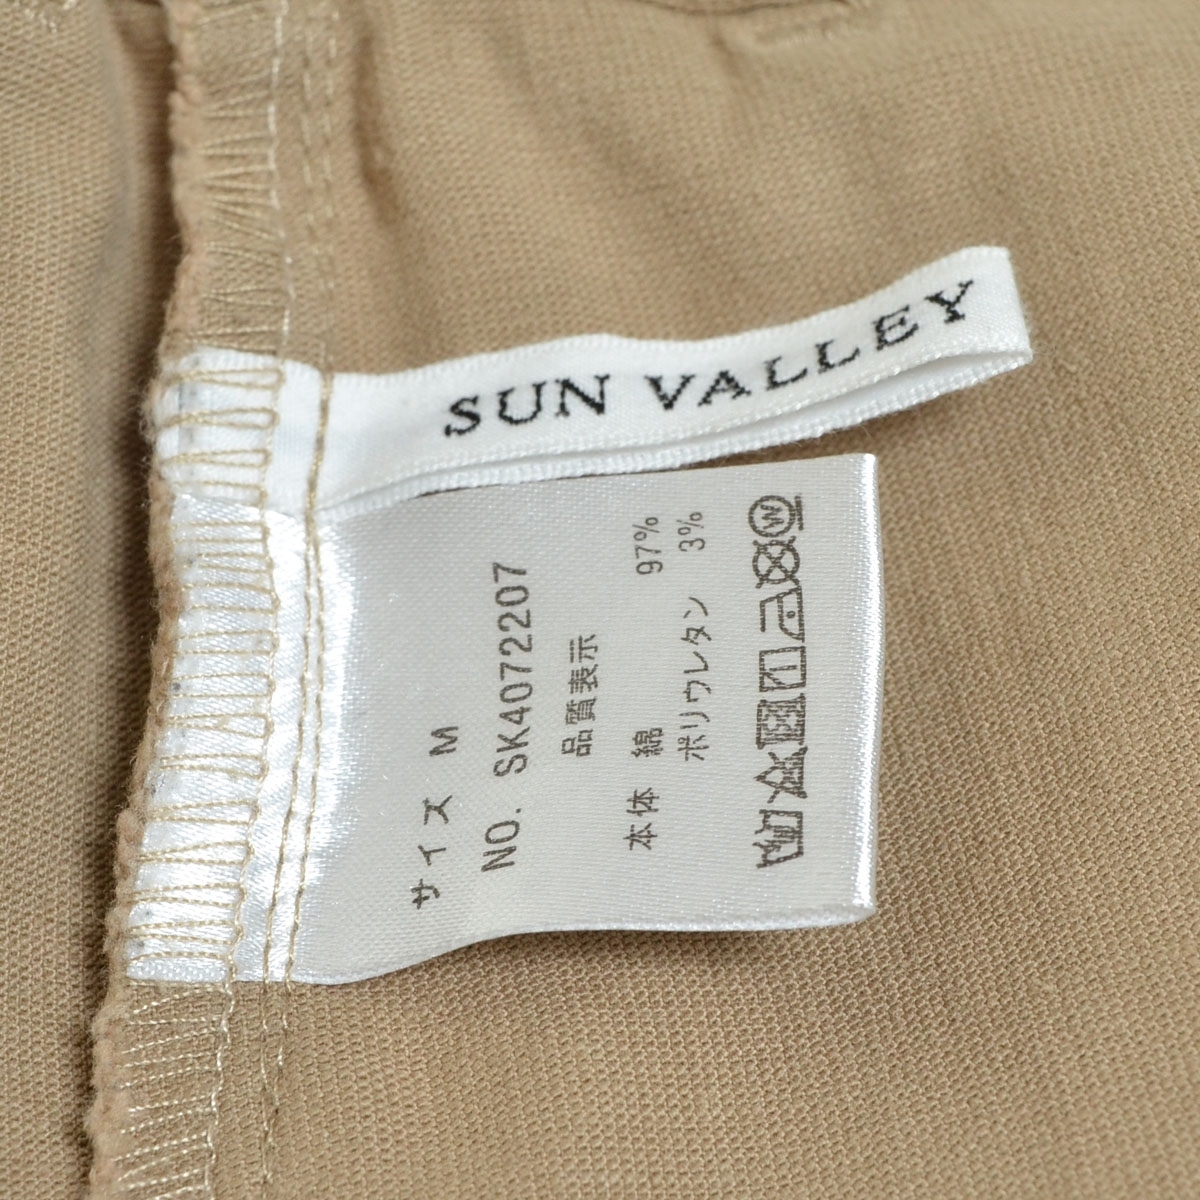 SUN VALLEY
サイズ M
NO. SK4072207
品質表示
本体 綿 97%
ポリウレタン 3%
W